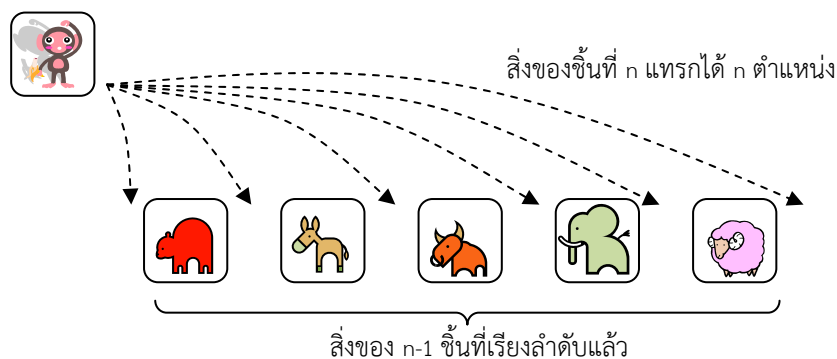 สิ่งของชิ้นที่ n แทรกได้ n ตำแหน่ง
สิ่งของ n-1 ชิ้นที่เรียงลำดับแล้ว